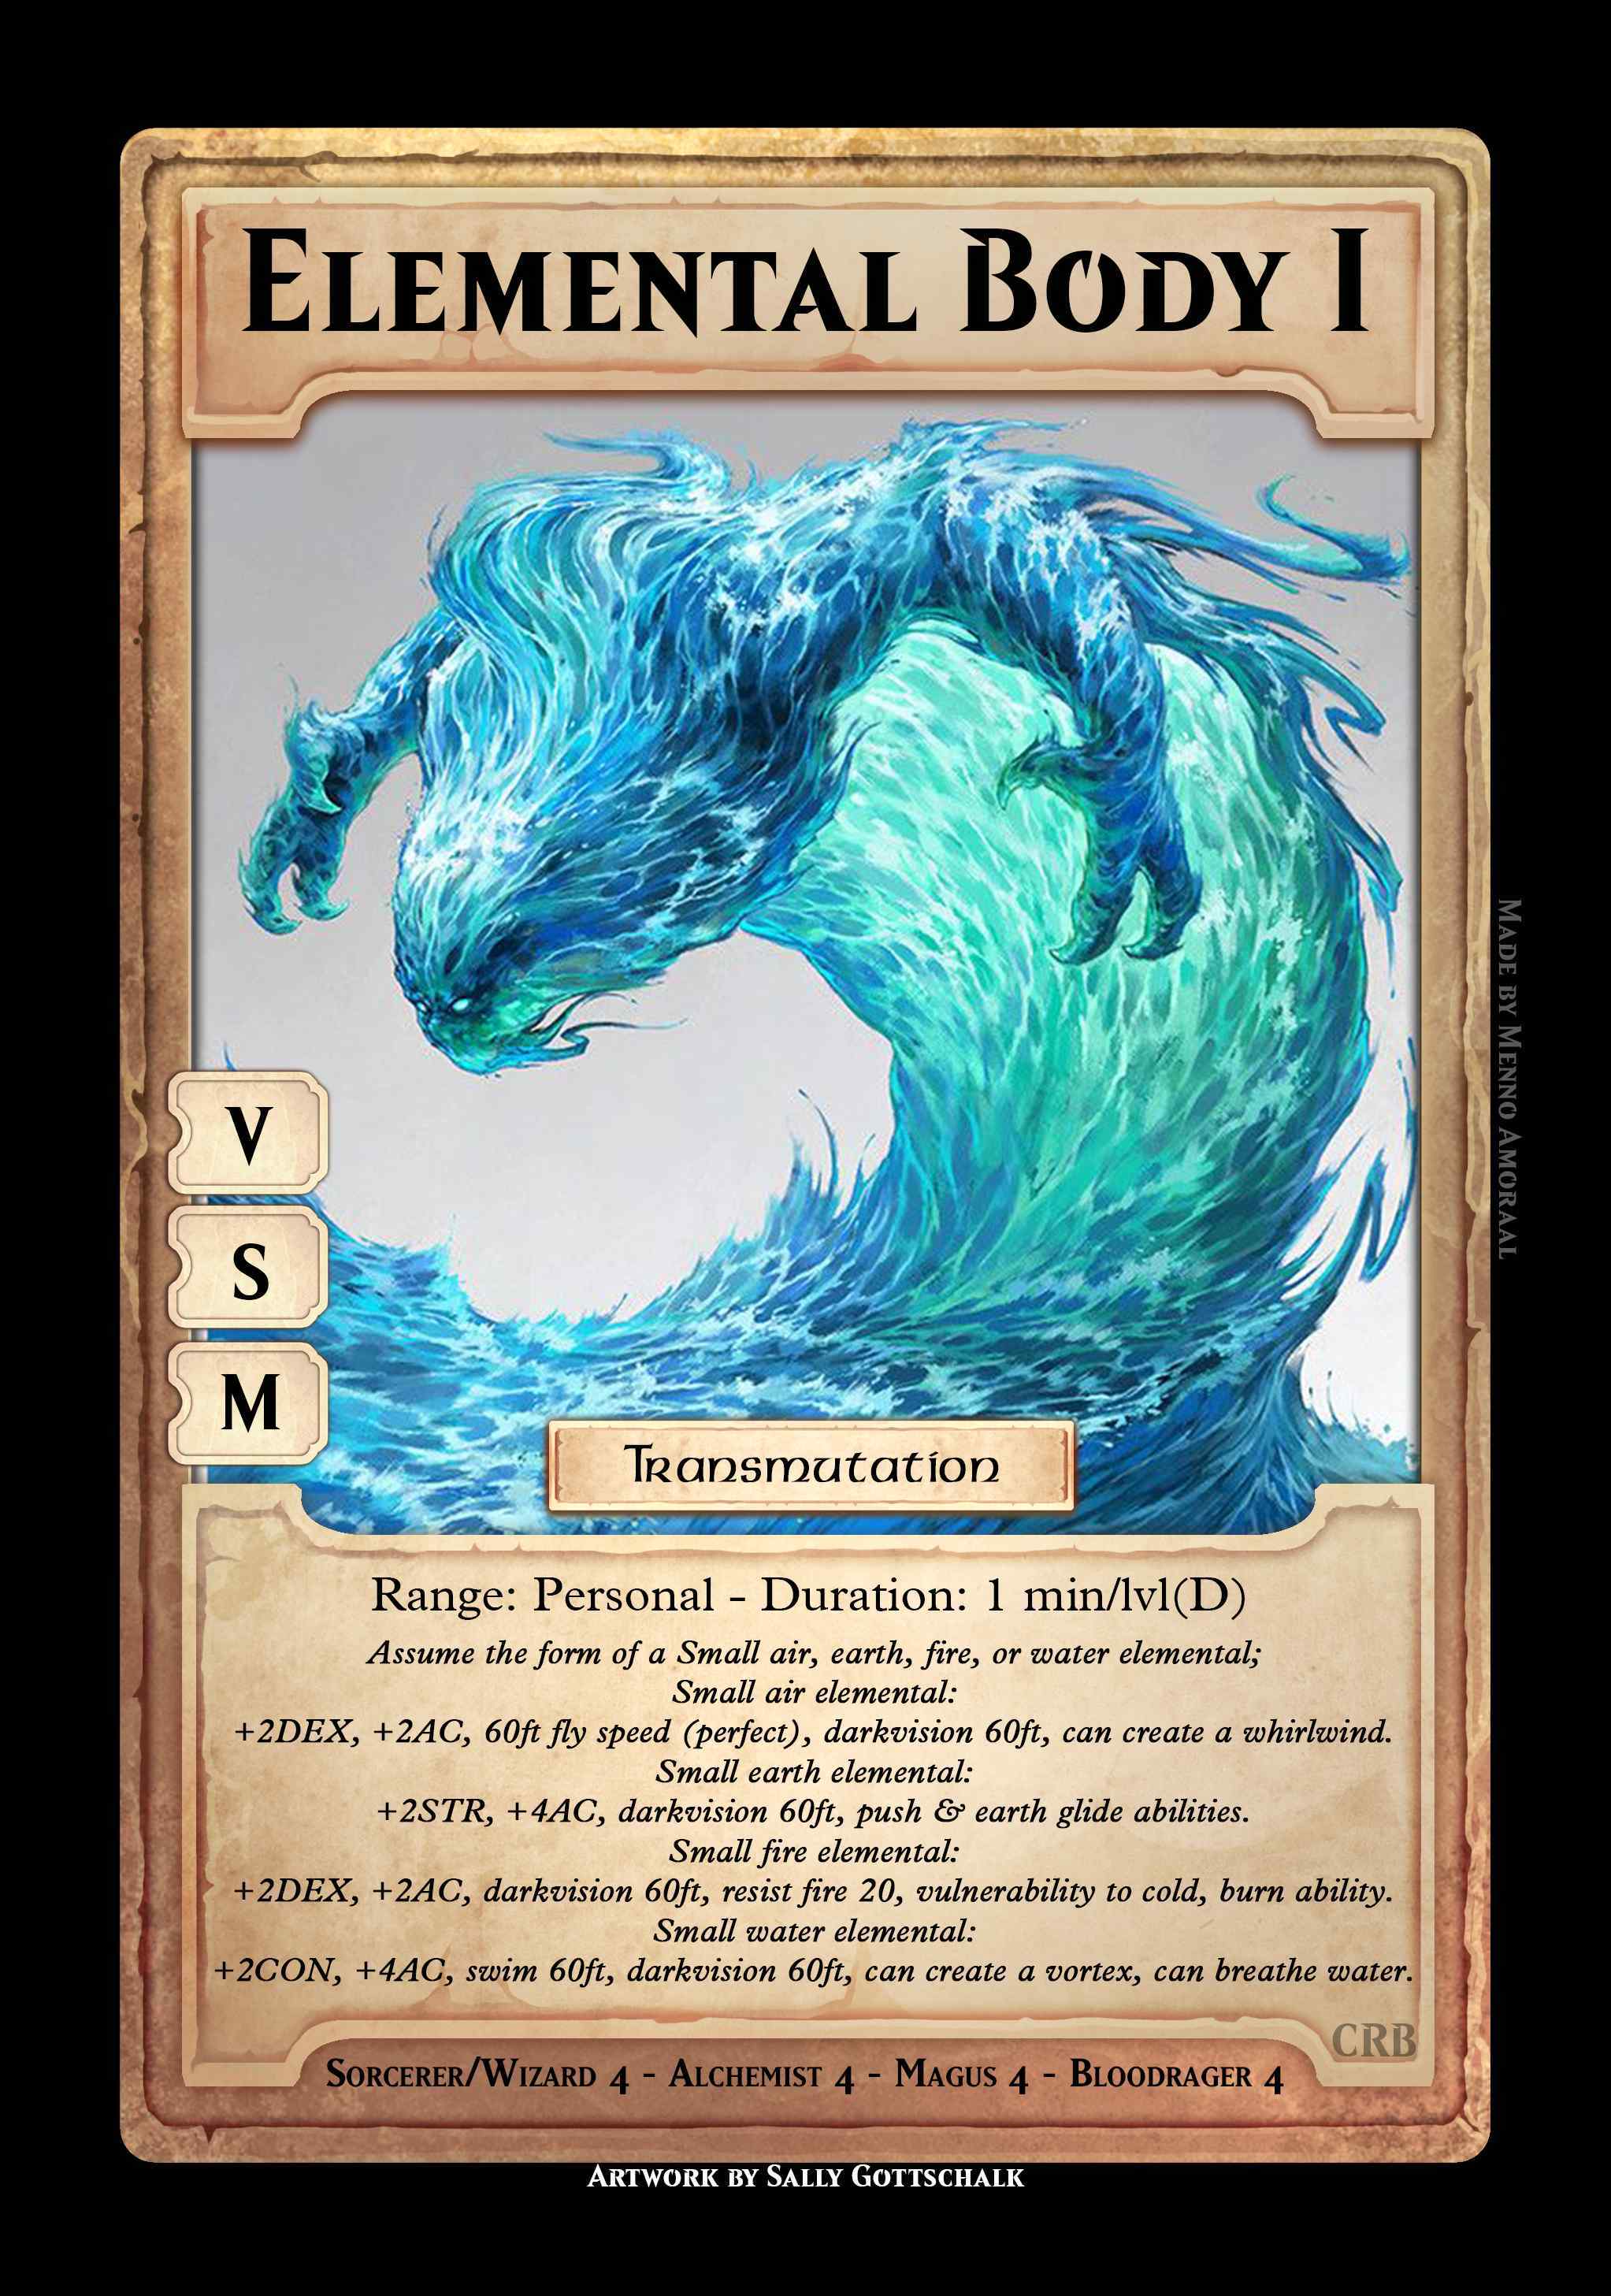 Elemental Body I
V
S
M
Transmutation
Range: Personal - Duration: 1 min/lvl(D)
Assume the form of a Small air, earth, fire, or water elemental;
Small air elemental:
+2DEX, +2AC, 60ft fly speed (perfect), darkvision 60ft, can create a whirlwind.
Small earth elemental:
+2STR, +4AC, darkvision 60ft, push & earth glide abilities.
Small fire elemental:
+2DEX, +2AC, darkvision 60ft, resist fire 20, vulnerability to cold, burn ability.
Small water elemental:
+2CON, +4AC, swim 60ft, darkvision 60ft, can create a vortex, can breathe water.
CRB
Sorcerer/Wizard 4 - Alchemist 4 - Magus 4 - Bloodrager 4
Artwork by Sally Gottschalk
Made by Menno Amoraal